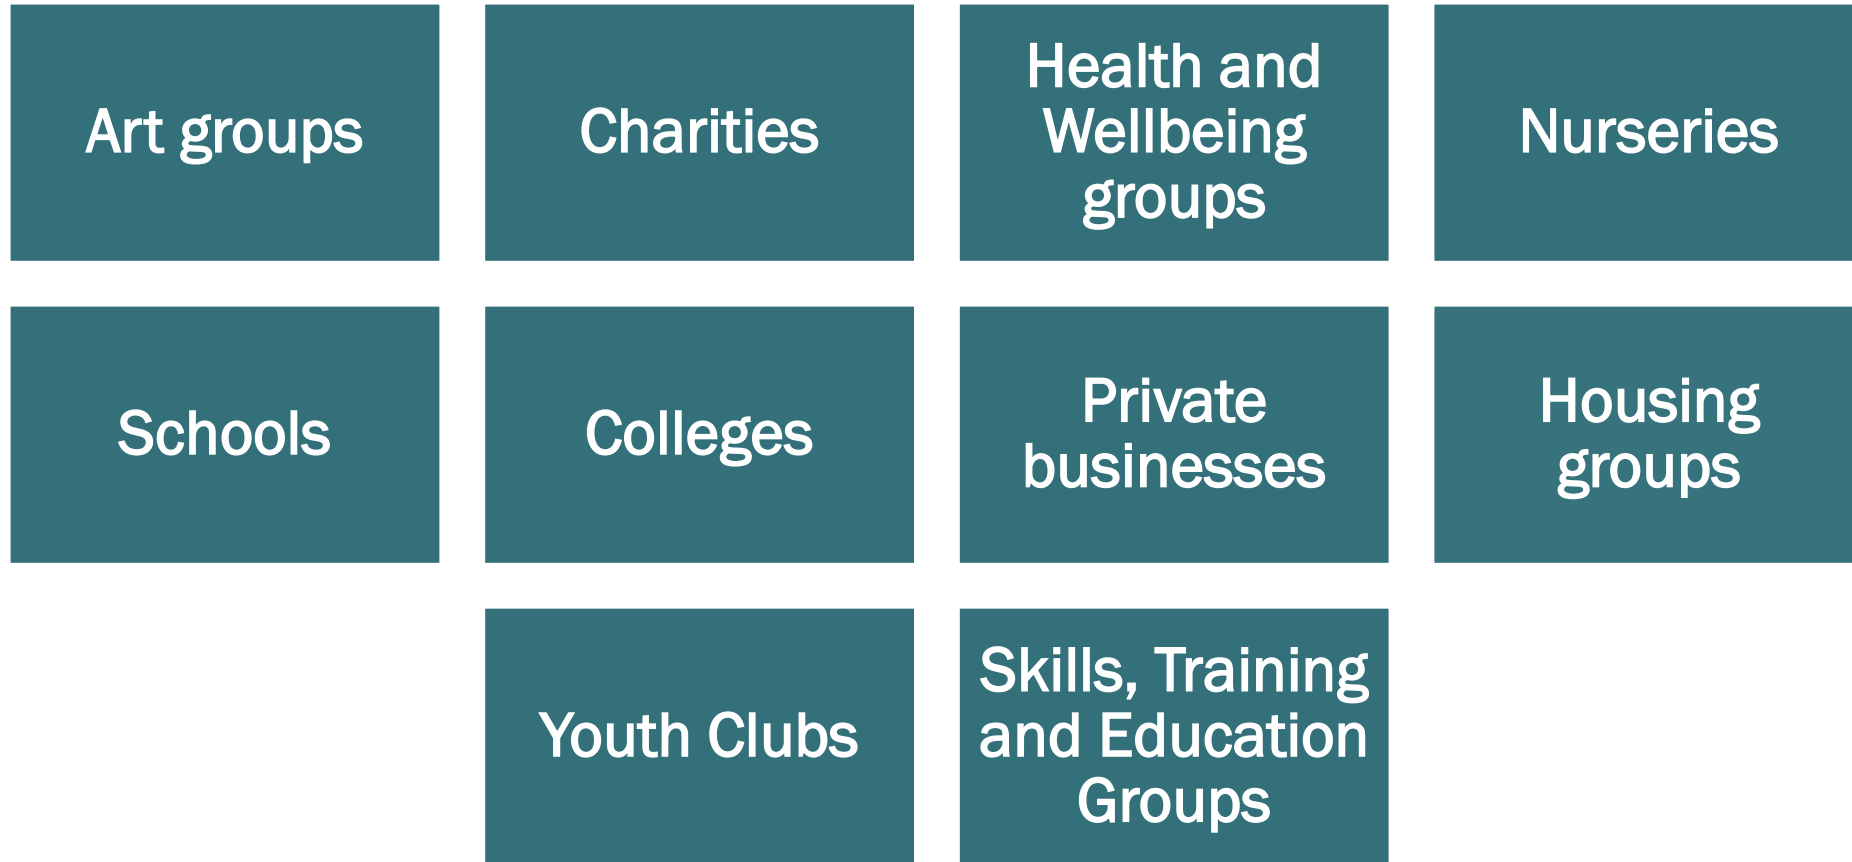 Art groups
Charities
Health and
Wellbeing
groups
Nurseries
Schools
Colleges
Private
businesses
Housing
groups
Youth Clubs
Skills, Training
and Education
Groups